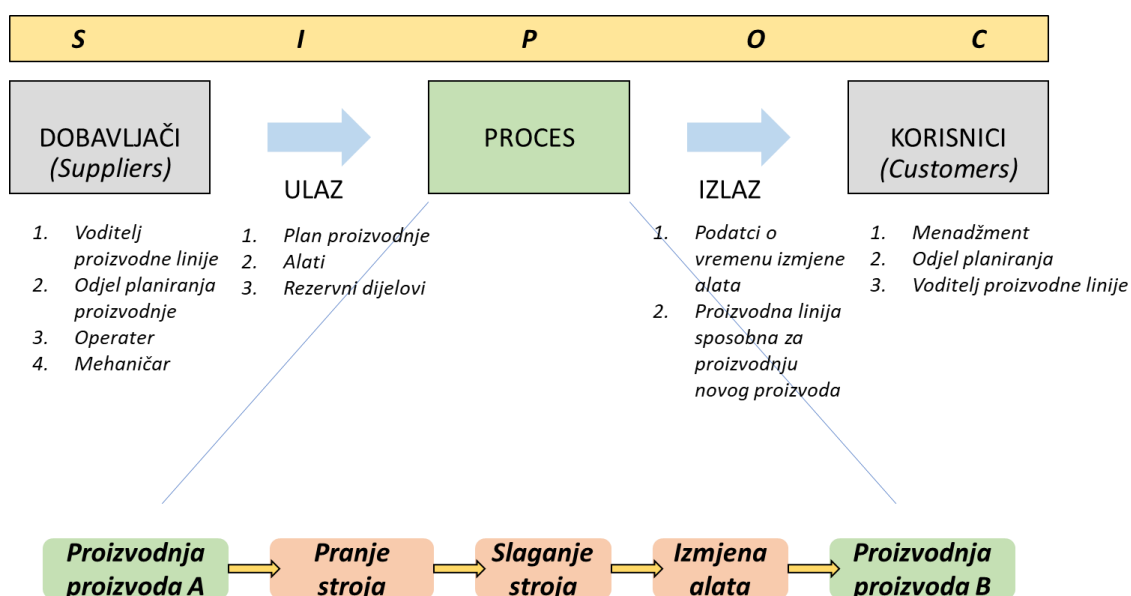 S I P O C
DOBAVLJAČI
(Suppliers)
ULAZ
PROCES
IZLAZ
KORISNICI
(Customers)
1. Voditelj
proizvodne linije
2. Odjel planiranja
proizvodnje
3. Operater
4. Mehaničar
1. Plan proizvodnje
2. Alati
3. Rezervni dijelovi
1. Podatci o
vremenu izmjene
alata
2. Proizvodna linija
sposobna za
proizvodnju
novog proizvoda
1. Menadžment
2. Odjel planiranja
3. Voditelj proizvodne linije
Proizvodnja
proizvoda A
Pranje
stroja
Slaganje
stroja
Izmjena
alata
Proizvodnja
proizvoda B